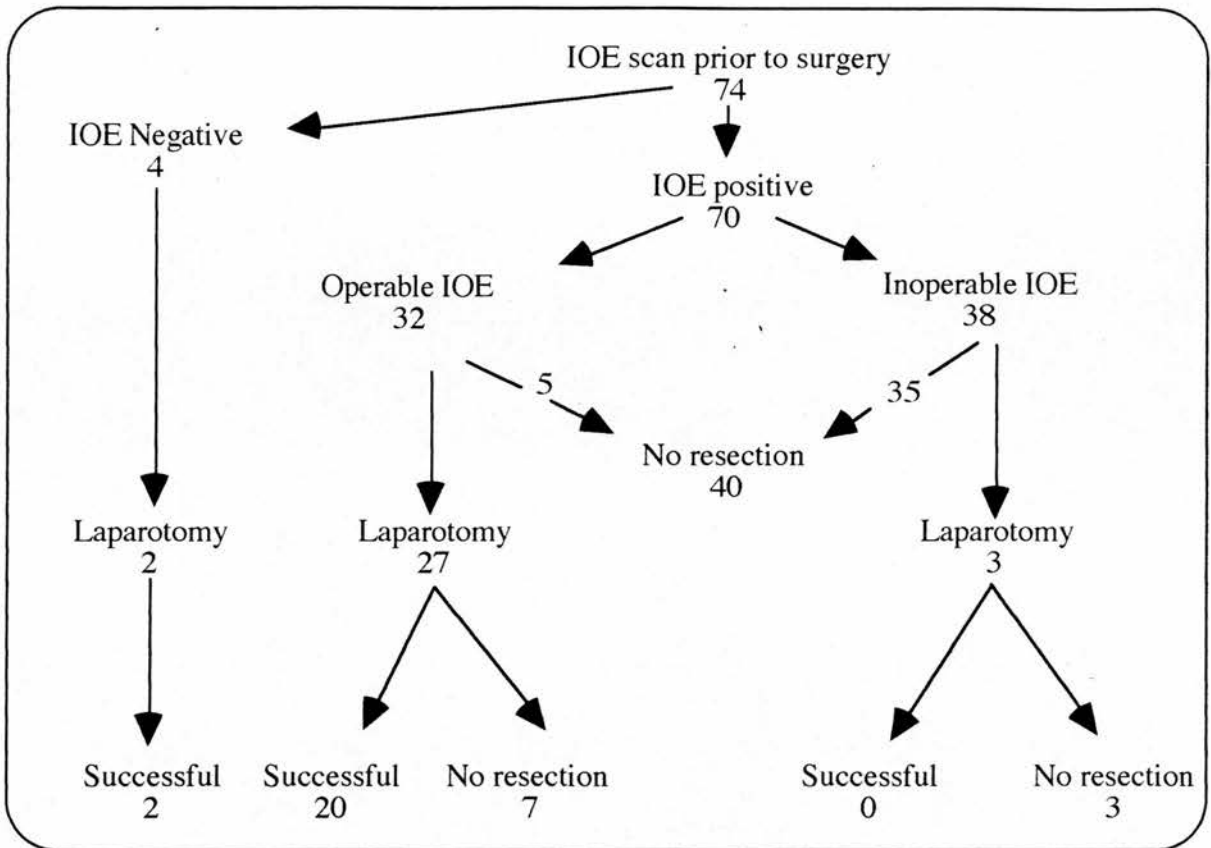 IOE scan prior to surgery
74
IOE Negative
4
IOE positive
70
Operable IOE
32
Inoperable IOE
38
5
35
No resection
40
Laparotomy
2
Laparotomy
27
Laparotomy
3
Successful
2
Successful
20
No resection
7
Successful
0
No resection
3